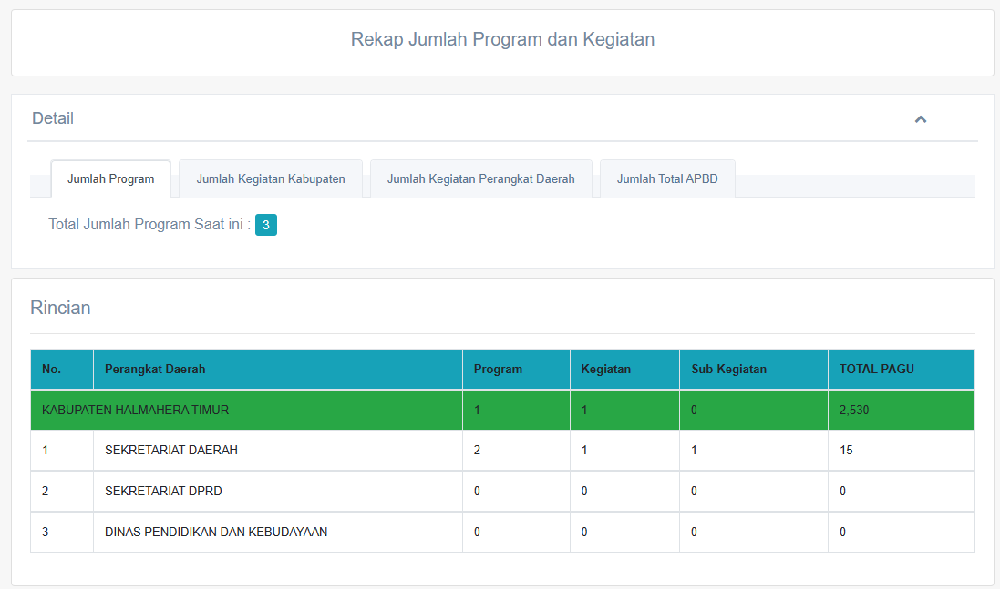 Rekap Jumlah Program dan Kegiatan
Detail
Jumlah Program Jumlah Kegiatan Kabupaten Jumlah Kegiatan Perangkat Daerah Jumlah Total APBD
Total Jumlah Program Saat ini : 3
Rincian
No. Perangkat Daerah Program Kegiatan Sub-Kegiatan TOTAL PAGU
KABUPATEN HALMAHERA TIMUR 1 1 0 2,530
1 SEKRETARIAT DAERAH 2 1 1 15
2 SEKRETARIAT DPRD 0 0 0 0
3 DINAS PENDIDIKAN DAN KEBUDAYAAN 0 0 0 0